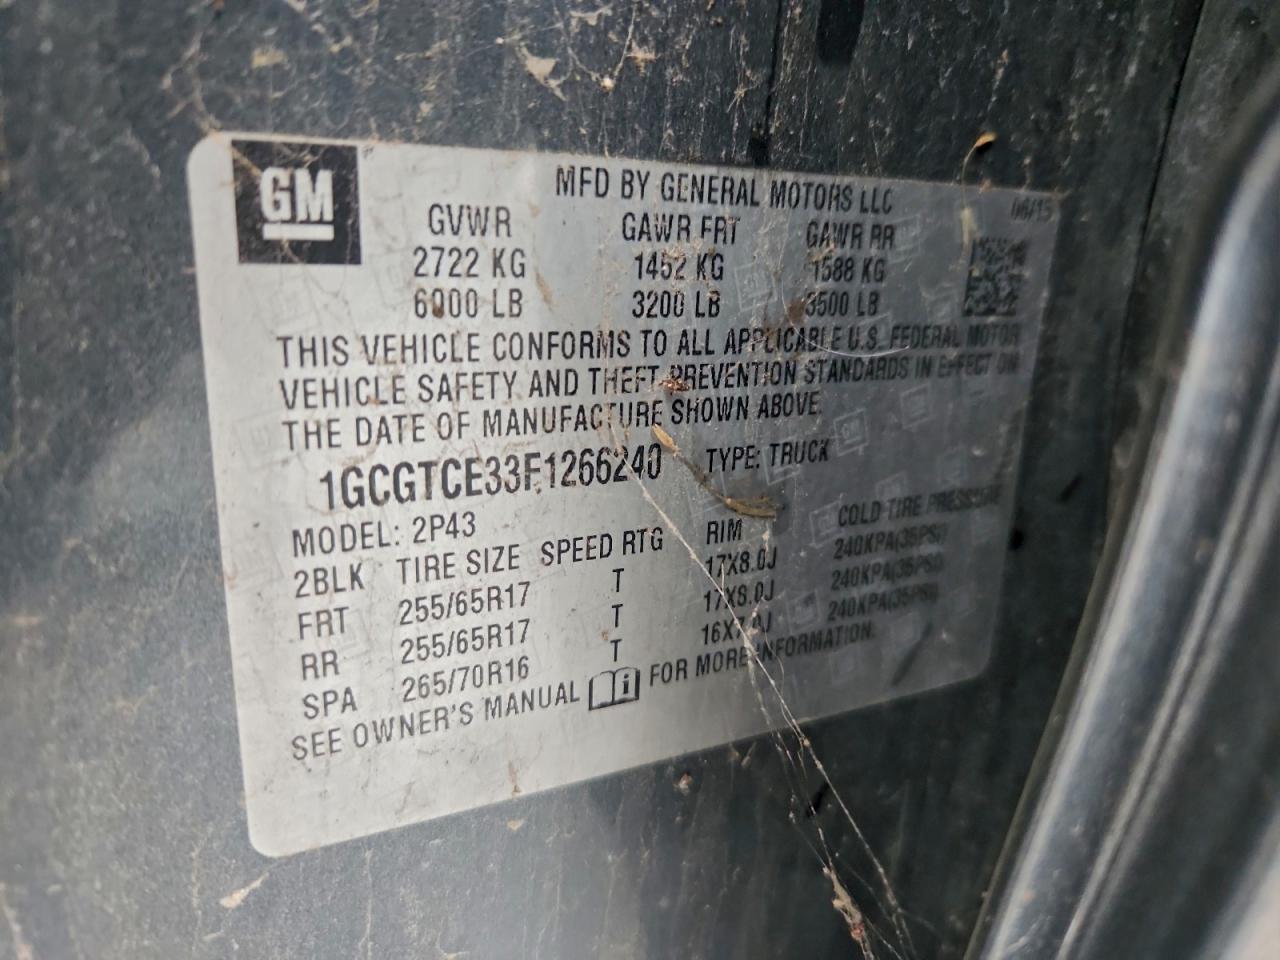 GM
MFD BY GENERAL MOTORS LLC
06/15
GVWR GAWR FRT GAWR RR
2722 KG 1452 KG 1588 KG
6000 LB 3200 LB 3500 LB
THIS VEHICLE CONFORMS TO ALL APPLICABLE U.S. FEDERAL MOTOR
VEHICLE SAFETY AND THEFT PREVENTION STANDARDS IN EFFECT ON
THE DATE OF MANUFACTURE SHOWN ABOVE.
1GCGTCE33F1266240 TYPE: TRUCK
MODEL: 2P43
2BLK TIRE SIZE SPEED RTG RIM COLD TIRE PRESSURE
FRT 255/65R17 T 17X8.0J 240KPA(35PSI)
RR 255/65R17 T 17X8.0J 240KPA(35PSI)
SPA 265/70R16 T 16X7.0J 240KPA(35PSI)
SEE OWNER'S MANUAL i FOR MORE INFORMATION.